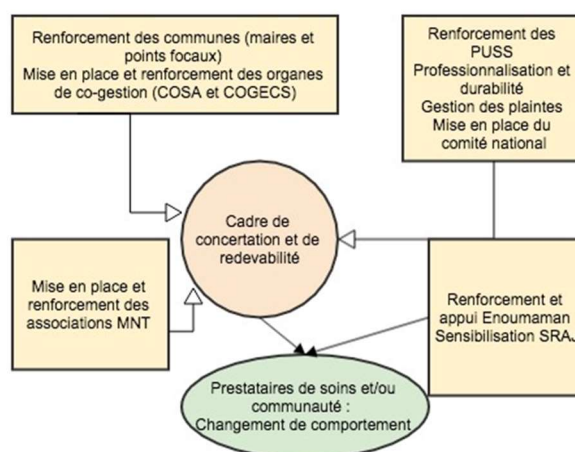 Renforcement des communes (maires et
points focaux)
Mise en place et renforcement des organes
de co-gestion (COSA et COGECS)
Renforcement des
PUSS
Professionnalisation et
durabilité
Gestion des plaintes
Mise en place du
comité national
Cadre de
concertation et de
redevabilité
Mise en place et
renforcement des
associations MNT
Renforcement et
appui Enoumaman
Sensibilisation SRAJ
Prestataires de soins et/ou
communauté :
Changement de comportement